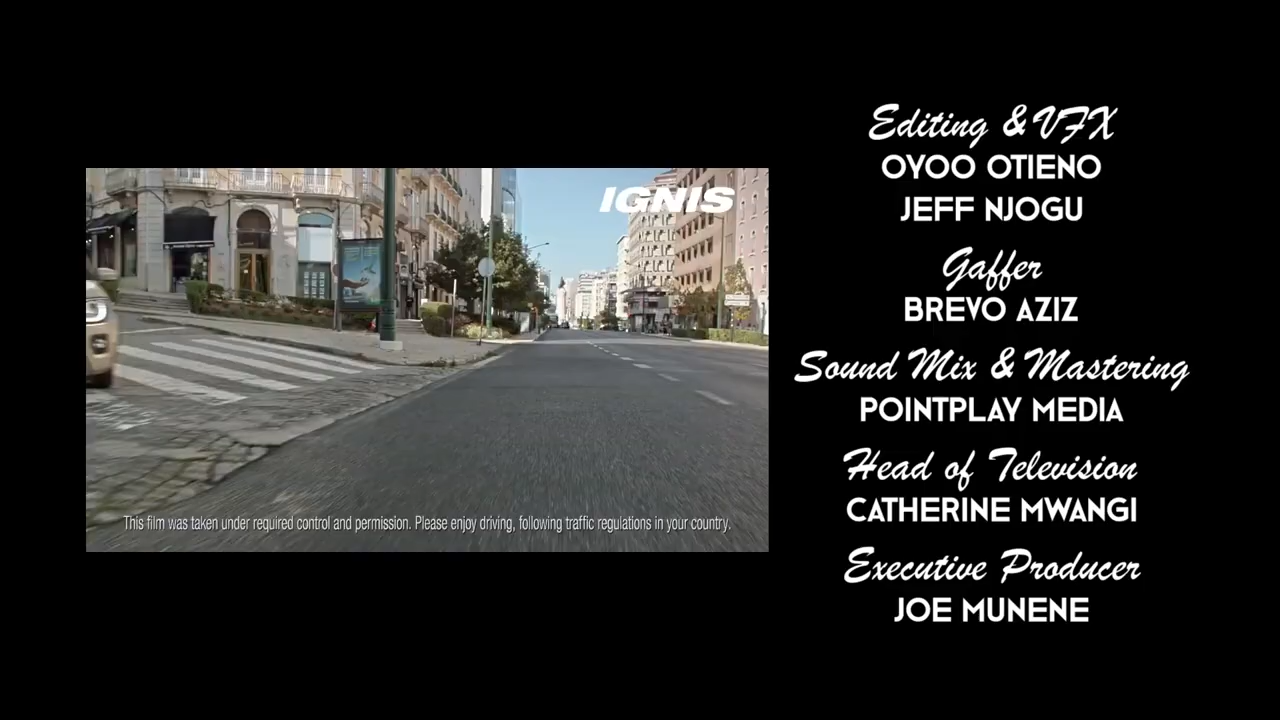 IGNIS
This film was taken under required control and permission. Please enjoy driving, following traffic regulations in your country.
Editing & VFX
OYOO OTIENO
JEFF NJOGU
Gaffer
BREVO AZIZ
Sound Mix & Mastering
POINTPLAY MEDIA
Head of Television
CATHERINE MWANGI
Executive Producer
JOE MUNENE